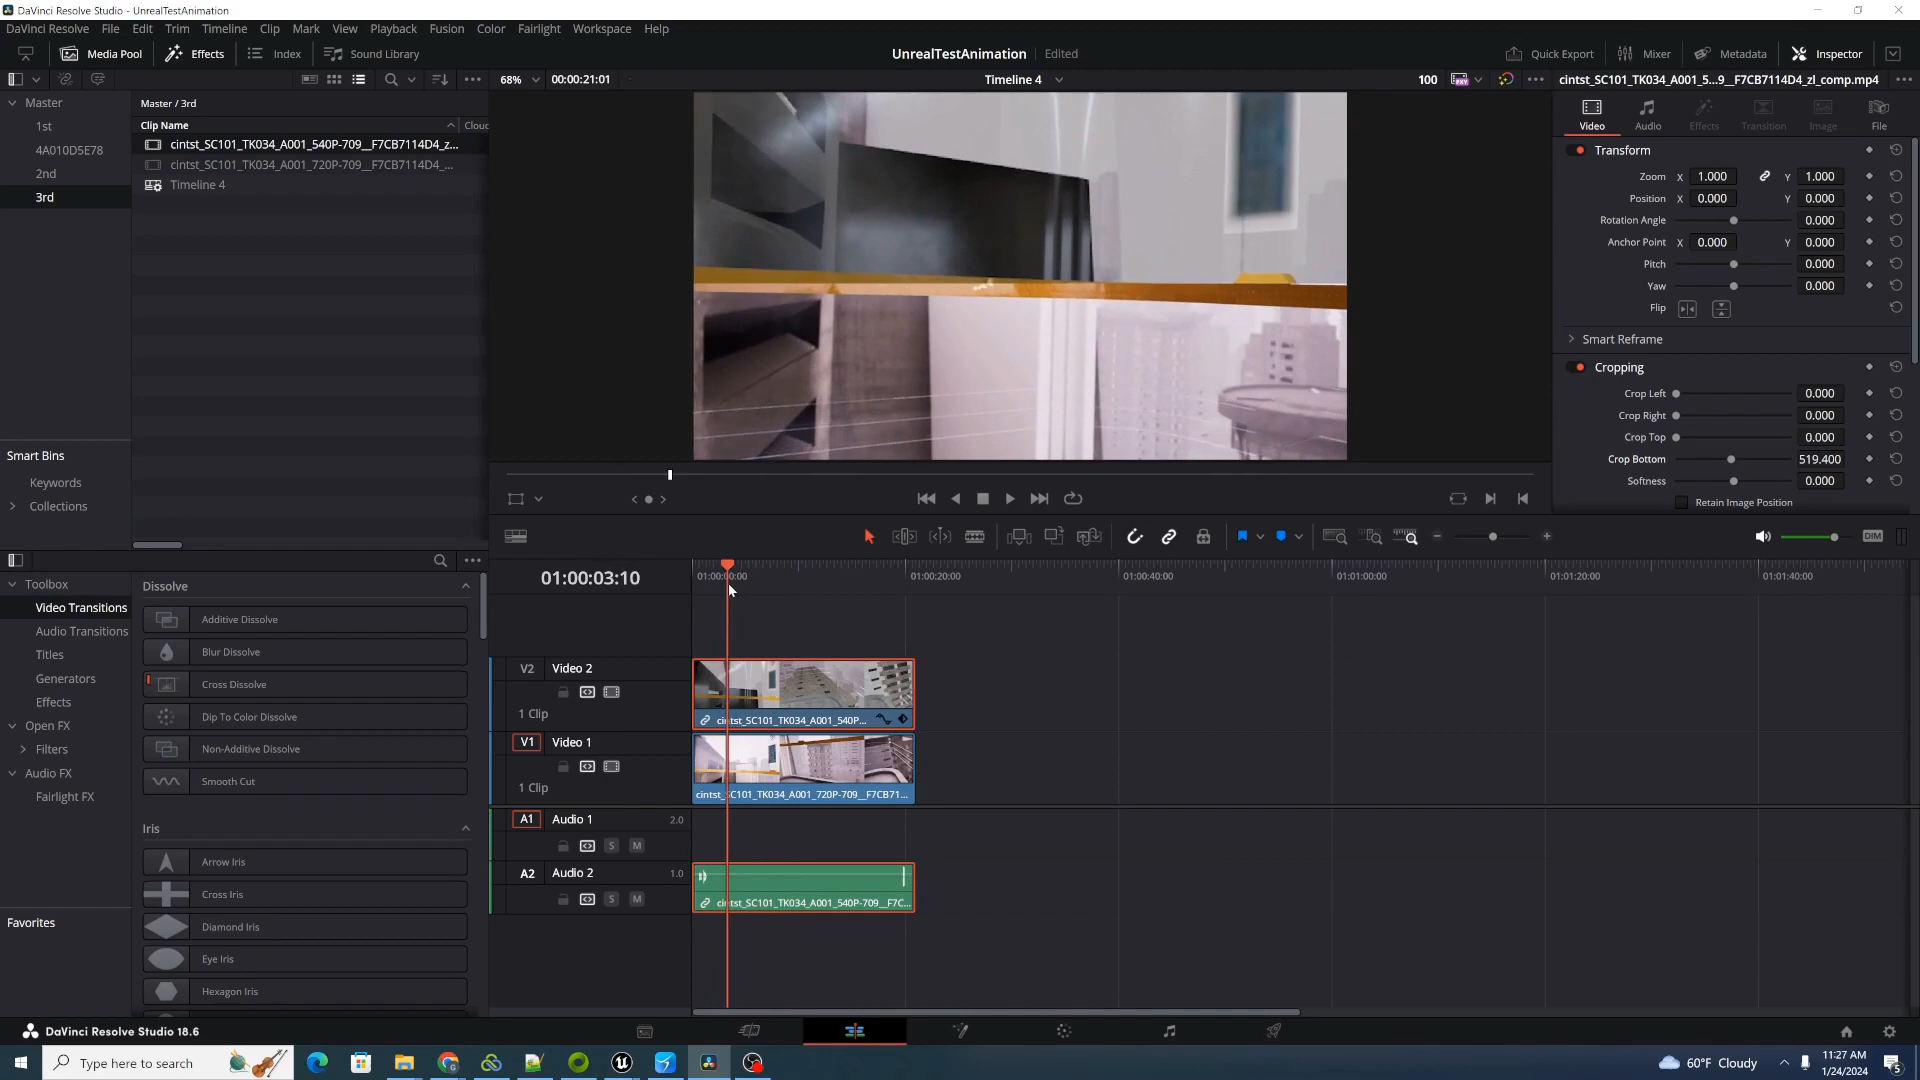 DaVinci Resolve Studio - UnrealTestAnimation
DaVinci Resolve File Edit Trim Timeline Clip Mark View Playback Fusion Color Fairlight Workspace Help
Media Pool Effects Index Sound Library UnrealTestAnimation Edited Quick Export Mixer Metadata Inspector
68% 00:00:21:01 Timeline 4 100 cintst_SC101_TK034_A001_5...9__F7CB7114D4_zl_comp.mp4
Master
Master / 3rd
Clip Name Cloud
1st
4A010D5E78
2nd
3rd
cintst_SC101_TK034_A001_540P-709__F7CB7114D4_z...
cintst_SC101_TK034_A001_720P-709__F7CB7114D4_...
Timeline 4
Smart Bins
Keywords
Collections
Video Audio Effects Transition Image File
Transform
Zoom X 1.000 Y 1.000
Position X 0.000 Y 0.000
Rotation Angle 0.000
Anchor Point X 0.000 Y 0.000
Pitch 0.000
Yaw 0.000
Flip
Smart Reframe
Cropping
Crop Left 0.000
Crop Right 0.000
Crop Top 0.000
Crop Bottom 519.400
Softness 0.000
Retain Image Position
DIM
Toolbox
Video Transitions
Audio Transitions
Titles
Generators
Effects
Open FX
Filters
Audio FX
Fairlight FX
Favorites
Dissolve
Additive Dissolve
Blur Dissolve
Cross Dissolve
Dip To Color Dissolve
Non-Additive Dissolve
Smooth Cut
Iris
Arrow Iris
Cross Iris
Diamond Iris
Eye Iris
Hexagon Iris
01:00:03:10
01:00:00:00 01:00:20:00 01:00:40:00 01:01:00:00 01:01:20:00 01:01:40:00
V2 Video 2
1 Clip
cintst_SC101_TK034_A001_540P...
V1 Video 1
1 Clip
cintst_SC101_TK034_A001_720P-709__F7CB71...
A1 Audio 1 2.0
S M
A2 Audio 2 1.0
S M
cintst_SC101_TK034_A001_540P-709__F7C...
DaVinci Resolve Studio 18.6
Type here to search
60°F Cloudy
11:27 AM
1/24/2024
5